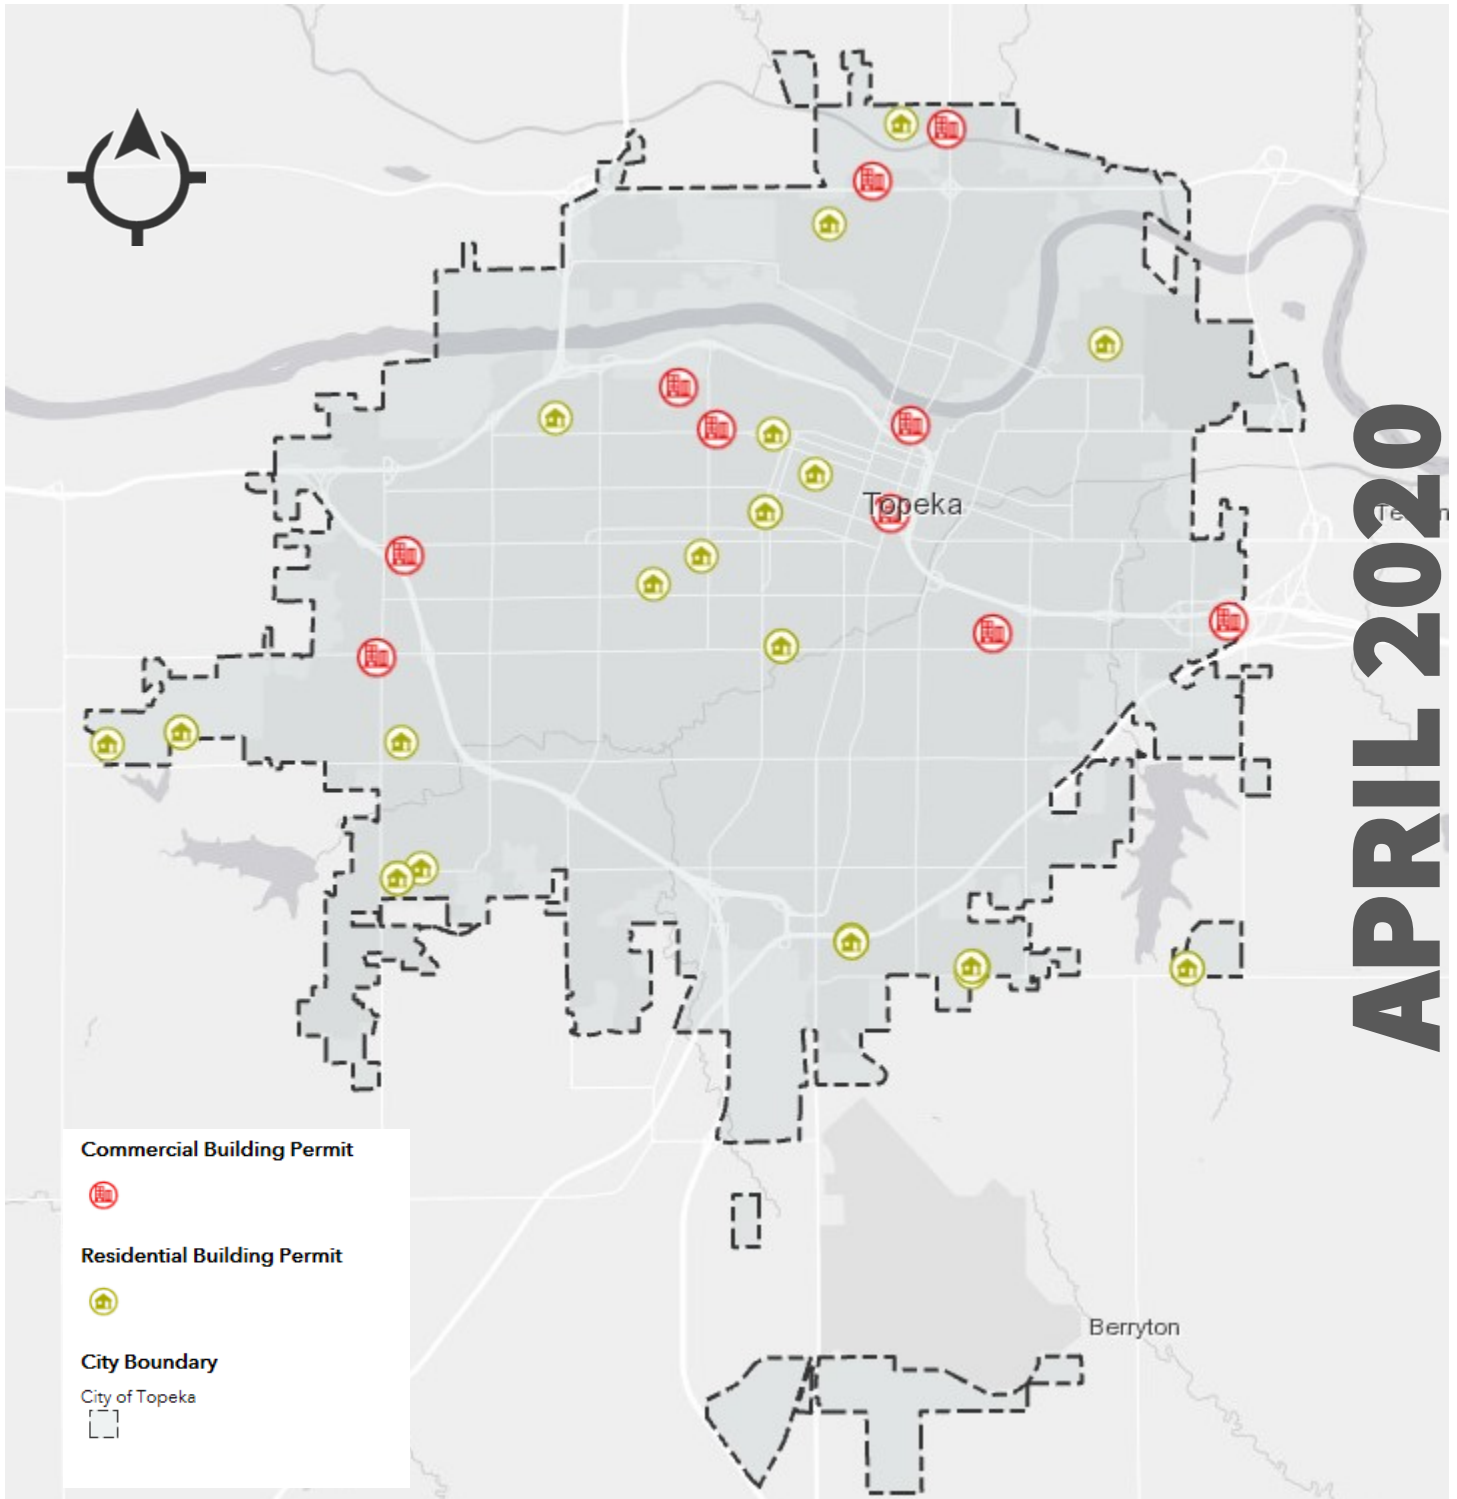 Topeka
APRIL 2020
Commercial Building Permit
Residential Building Permit
City Boundary
City of Topeka
Berryton